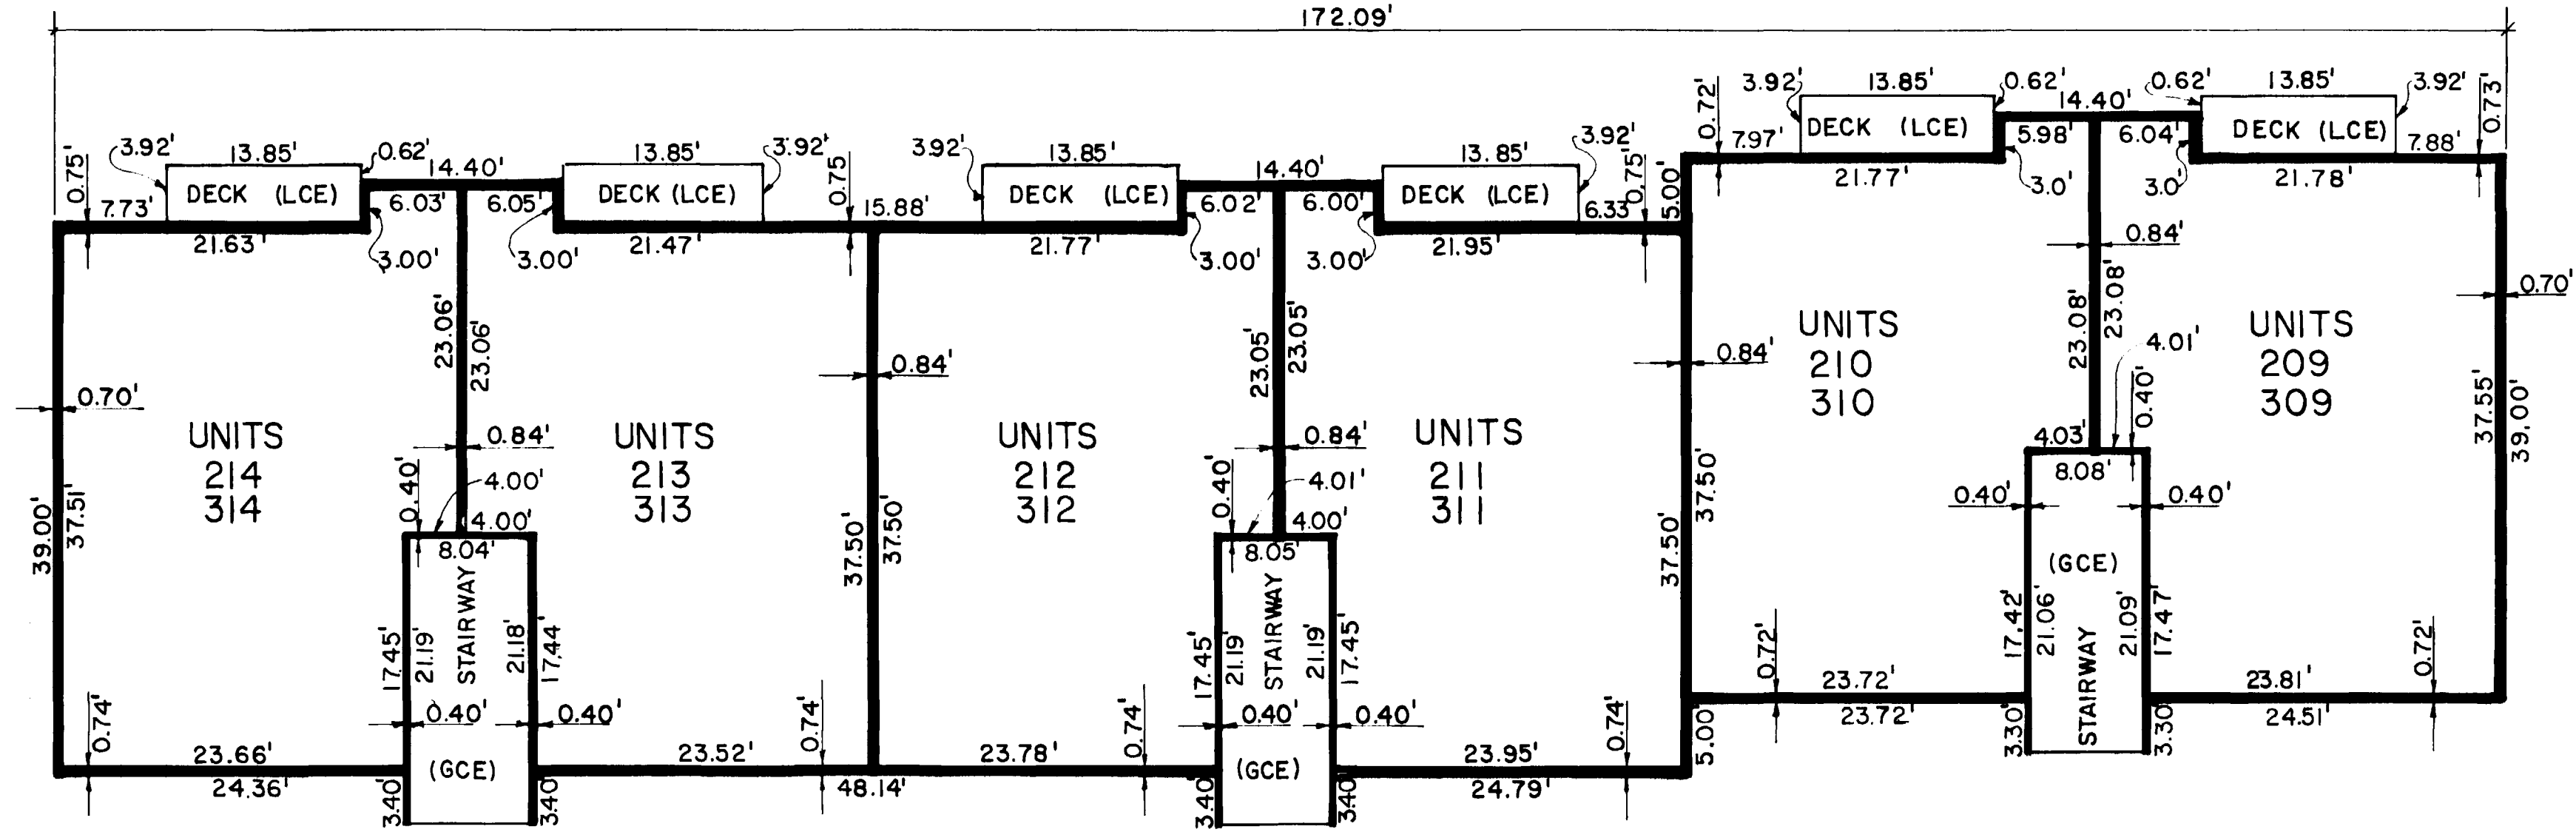 172.09'
3.92' 13.85' 0.62' 0.62' 13.85' 3.92'
0.72' 14.40' 0.73'
DECK (LCE) 5.98' 6.04' DECK (LCE)
7.97' 7.88'
21.77' 3.0' 3.0' 21.78'
3.92' 13.85' 0.62' 14.40' 13.85' 3.92' 0.75 3.92' 13.85' 14.40' 13.85' 3.92' 0.75' 5.00'
0.75' DECK (LCE) 6.03' 6.05' DECK (LCE) DECK (LCE) 6.02' 6.00' DECK (LCE)
7.73' 15.88' 6.33'
21.63' 21.47' 21.77' 21.95'
3.00' 3.00' 3.00' 3.00'
0.84'
23.06' 23.06' 23.05' 23.05' 23.08' 23.08'
0.70'
0.84' 0.84'
4.01'
UNITS
210
310
UNITS
209
309
0.70'
4.03' 0.40'
8.08'
37.55' 39.00'
UNITS
214
314
0.84'
UNITS
213
313
UNITS
212
312
0.84'
UNITS
211
311
0.40' 4.00' 0.40' 4.01'
4.00' 4.00'
8.04' 8.05'
0.40' 0.40'
39.00' 37.51' 37.50' 37.50' 37.50' 37.50'
STAIRWAY STAIRWAY (GCE)
17.45' 21.19' 21.18' 17.44' 17.45' 21.19' 21.19' 17.45' 17.42' 21.06' 21.09' 17.47'
STAIRWAY
0.72' 0.72'
23.72' 23.81'
23.72' 24.51'
3.30' 3.30'
0.74' 0.40' 0.40' 0.74' 0.74' 0.40' 0.40' 0.74' 5.00'
23.66' 23.52' 23.78' 23.95'
(GCE) (GCE)
24.36' 48.14' 24.79'
3.40' 3.40' 3.40' 3.40'